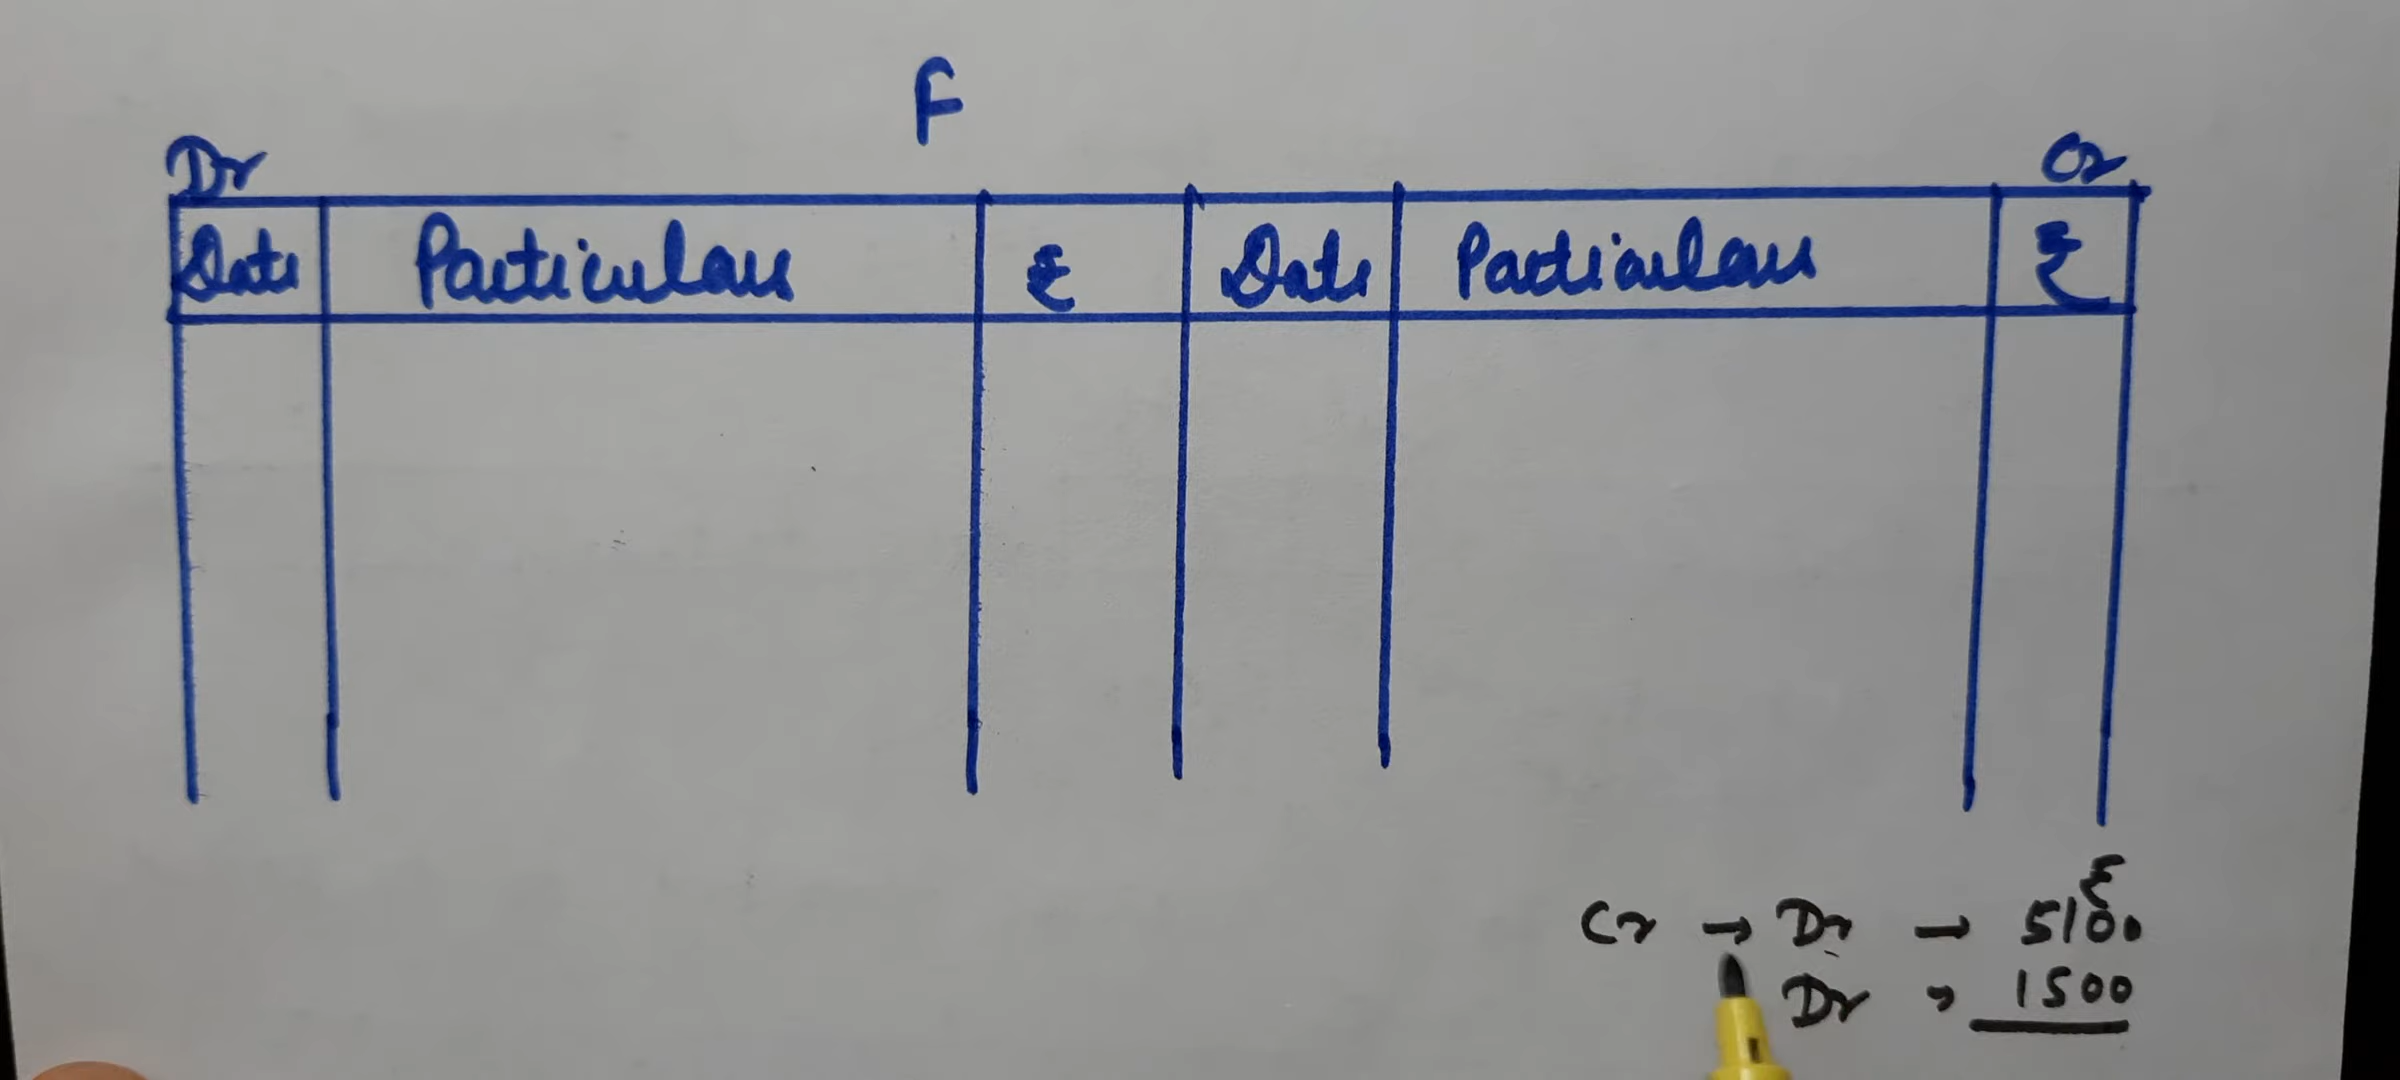 F
Dr Cr
Date Particulars ₹ Date Particulars ₹
₹
Cr → Dr → 5100
Dr → 1500